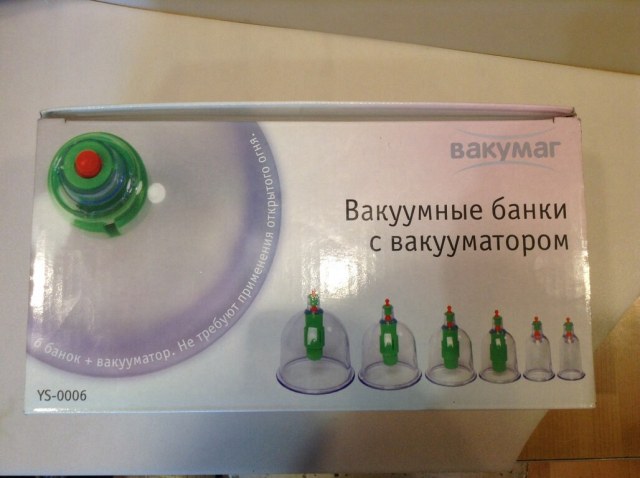 вакумаг
Вакуумные банки
с вакууматором
6 банок + вакууматор. Не требуют применения открытого огня.
YS-0006